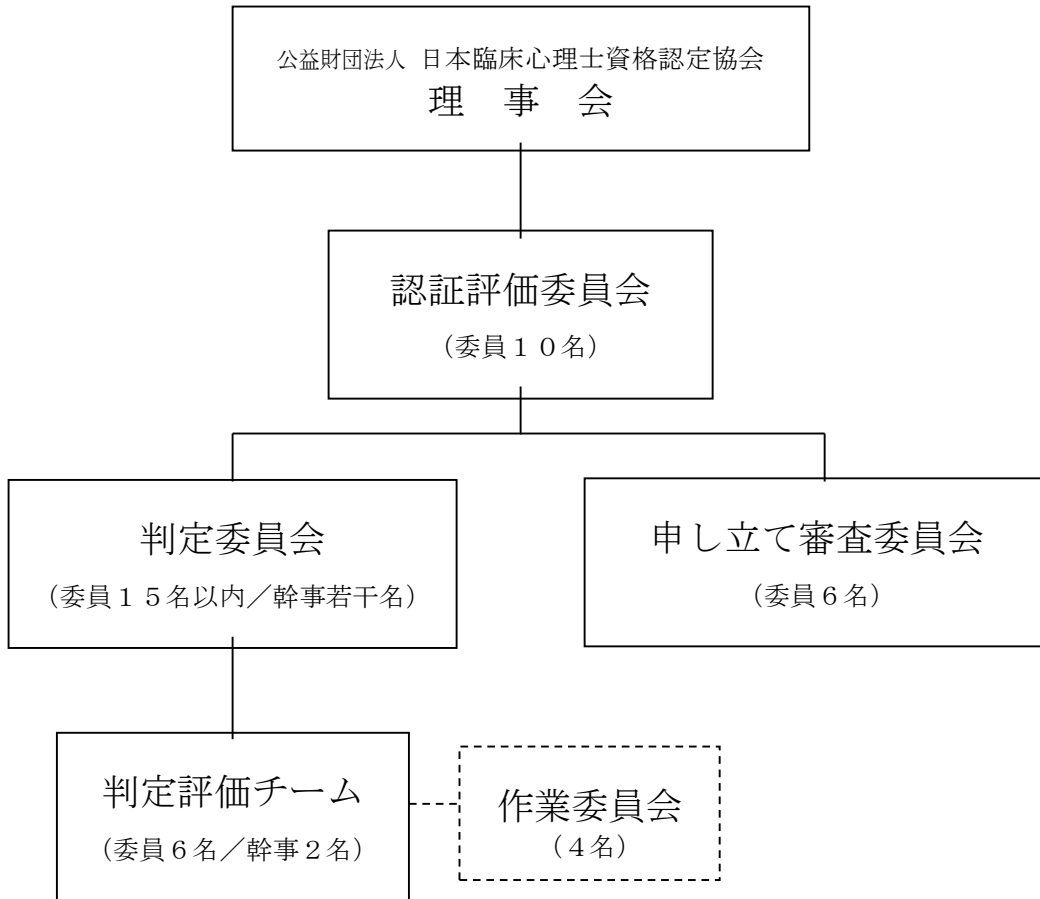 公益財団法人 日本臨床心理士資格認定協会
理 事 会
認証評価委員会
（委員１０名）
判定委員会
（委員１５名以内／幹事若干名）
申し立て審査委員会
（委員６名）
判定評価チーム
（委員６名／幹事２名）
作業委員会
（４名）